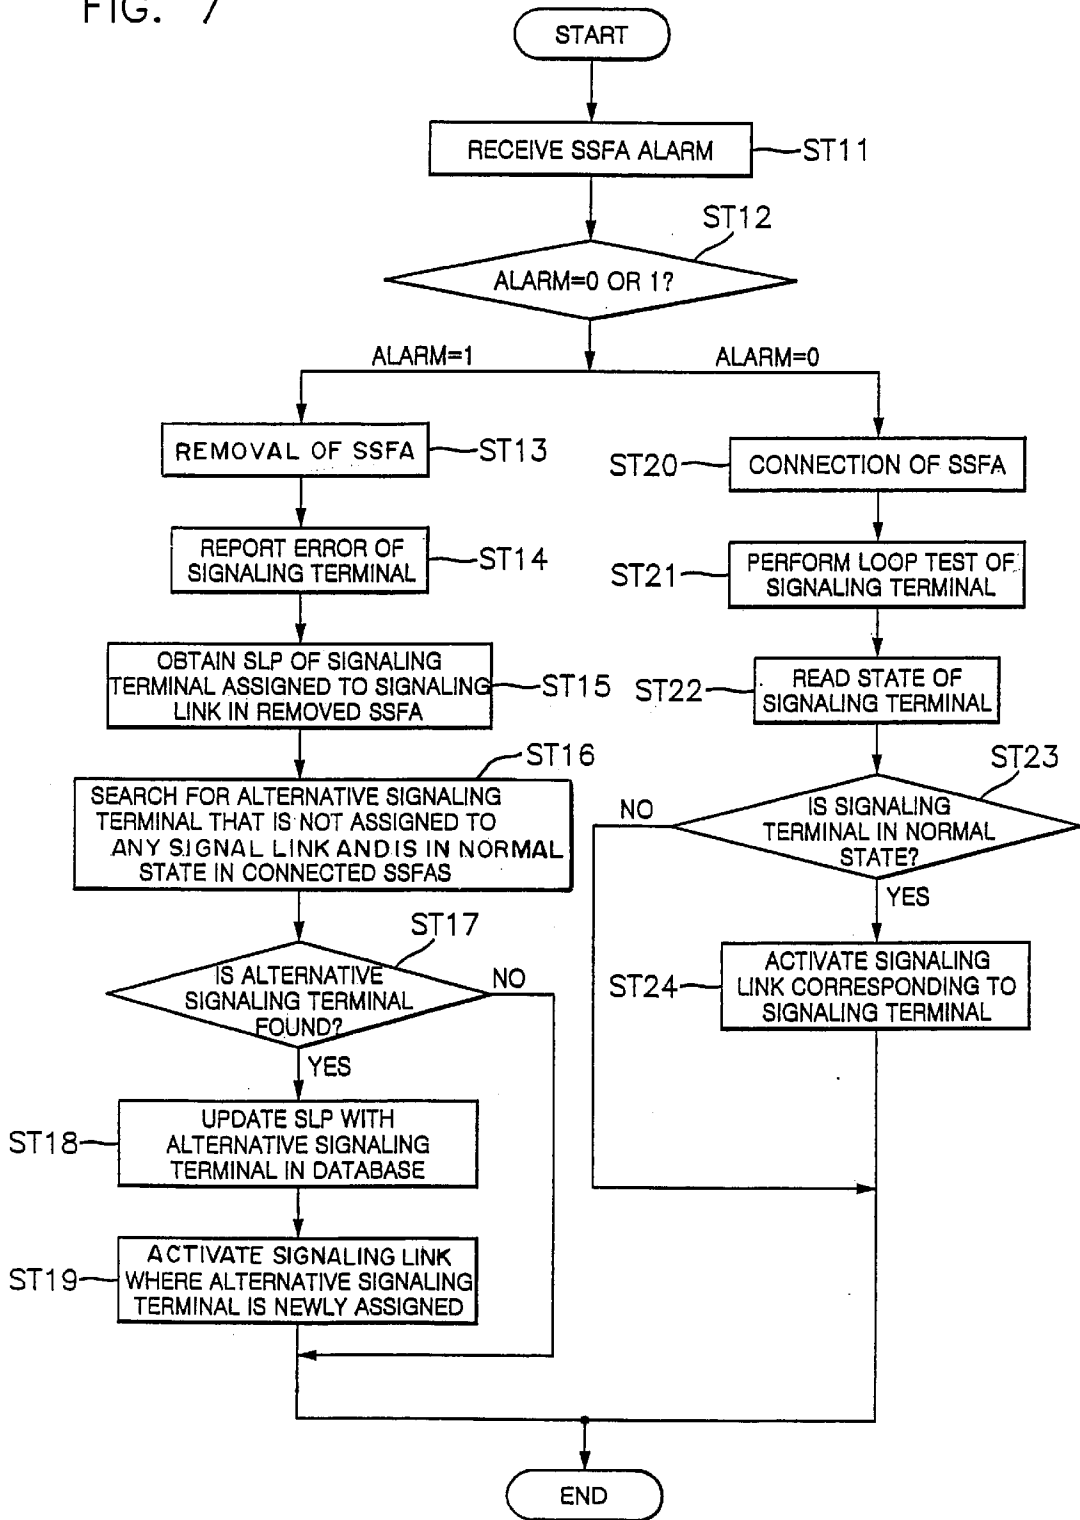 FIG. 7
START
RECEIVE SSFA ALARM
ST11
ST12
ALARM=0 OR 1?
ALARM=1
ALARM=0
REMOVAL OF SSFA
ST13
REPORT ERROR OF
SIGNALING TERMINAL
ST14
OBTAIN SLP OF SIGNALING
TERMINAL ASSIGNED TO SIGNALING
LINK IN REMOVED SSFA
ST15
ST16
SEARCH FOR ALTERNATIVE SIGNALING
TERMINAL THAT IS NOT ASSIGNED TO
ANY SIGNAL LINK AND IS IN NORMAL
STATE IN CONNECTED SSFAS
ST17
IS ALTERNATIVE
SIGNALING TERMINAL
FOUND?
NO
YES
ST18
UPDATE SLP WITH
ALTERNATIVE SIGNALING
TERMINAL IN DATABASE
ST19
ACTIVATE SIGNALING LINK
WHERE ALTERNATIVE SIGNALING
TERMINAL IS NEWLY ASSIGNED
ST20
CONNECTION OF SSFA
ST21
PERFORM LOOP TEST OF
SIGNALING TERMINAL
ST22
READ STATE OF
SIGNALING TERMINAL
ST23
IS SIGNALING
TERMINAL IN NORMAL
STATE?
NO
YES
ST24
ACTIVATE SIGNALING
LINK CORRESPONDING TO
SIGNALING TERMINAL
END